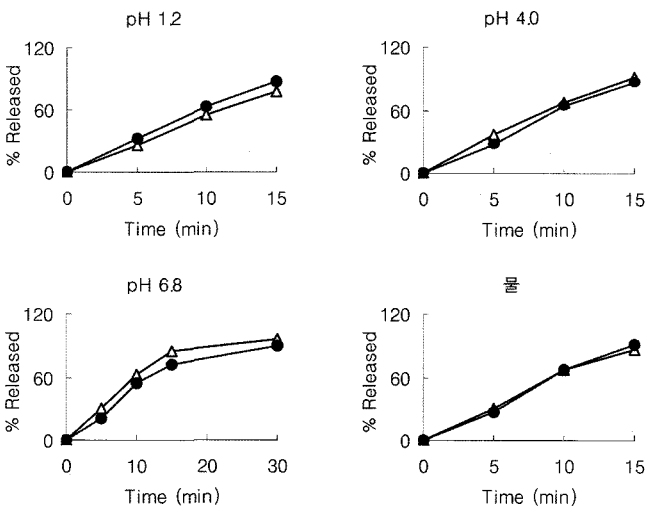 pH 1.2
120
60
0
% Released
0 5 10 15
Time (min)
pH 4.0
120
60
0
% Released
0 5 10 15
Time (min)
pH 6.8
120
60
0
% Released
0 10 20 30
Time (min)
물
120
60
0
% Released
0 5 10 15
Time (min)